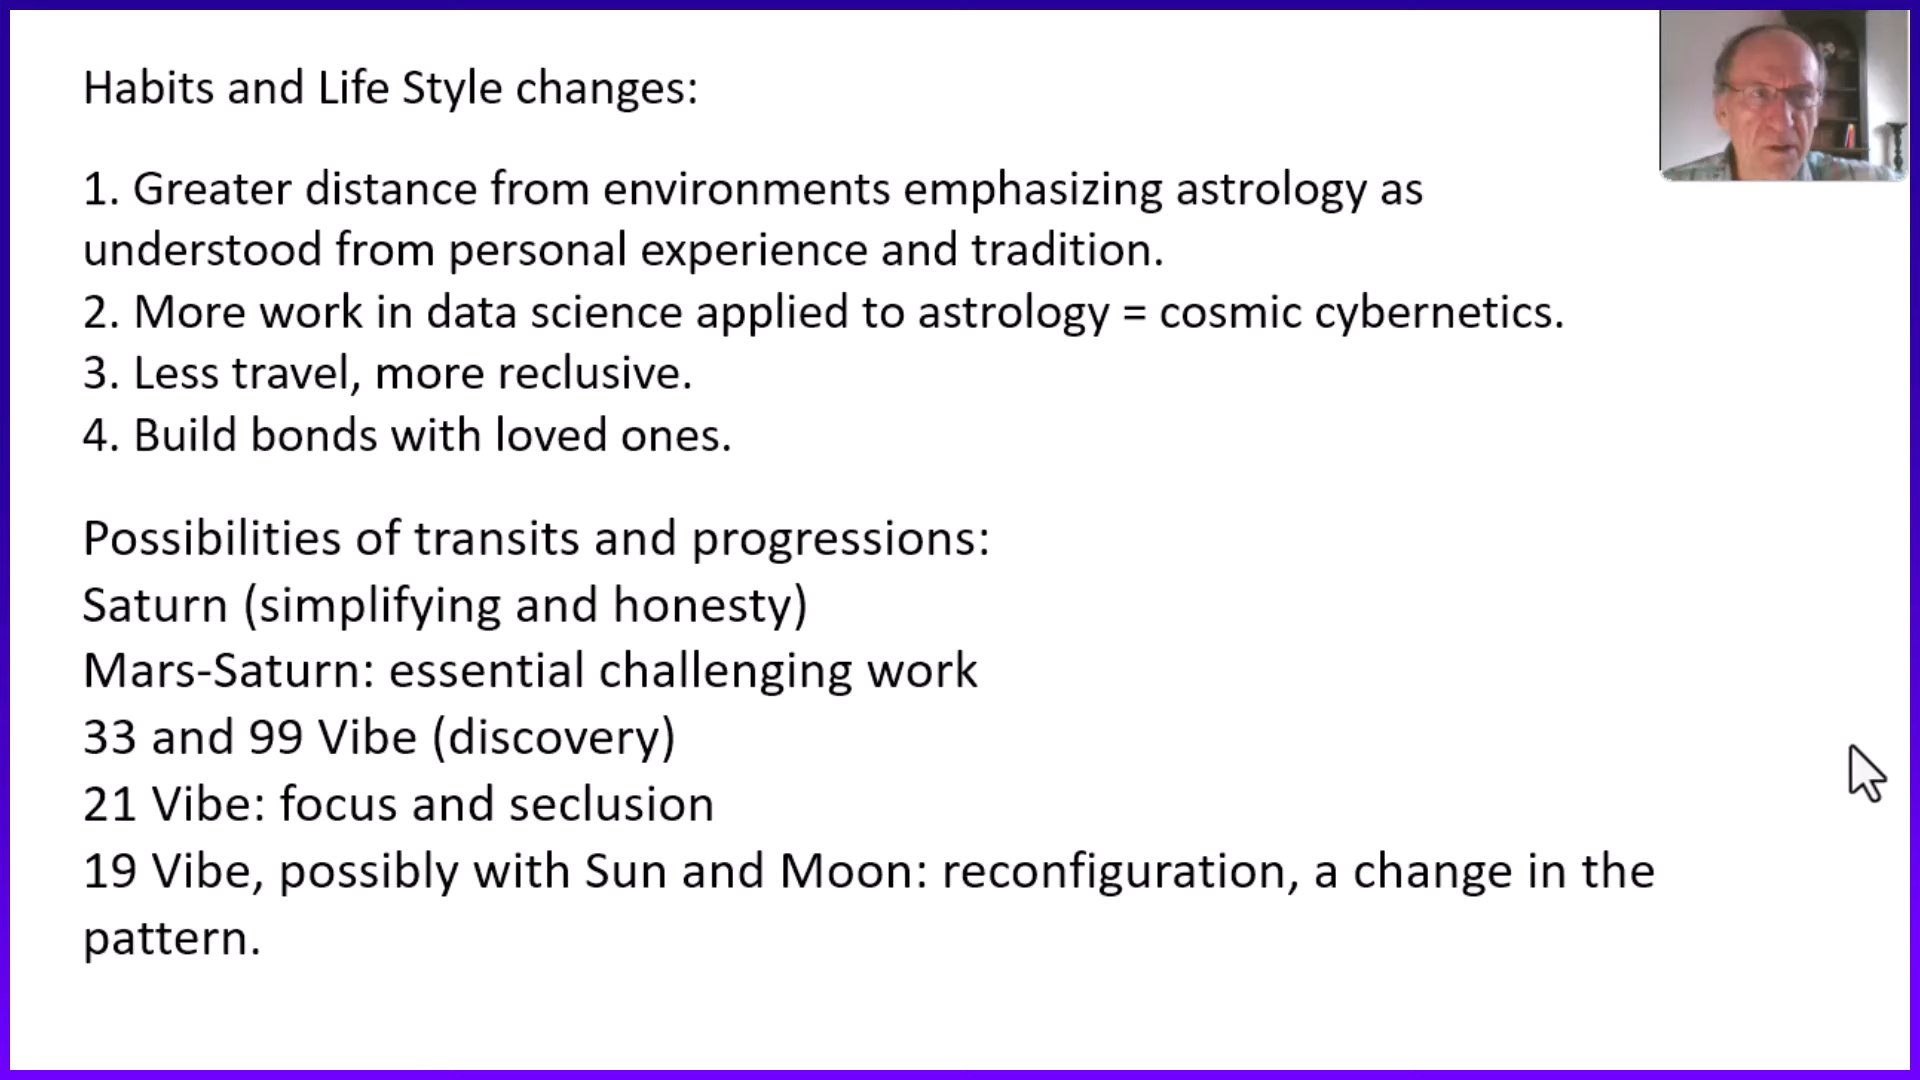 Habits and Life Style changes:
1. Greater distance from environments emphasizing astrology as
understood from personal experience and tradition.
2. More work in data science applied to astrology = cosmic cybernetics.
3. Less travel, more reclusive.
4. Build bonds with loved ones.
Possibilities of transits and progressions:
Saturn (simplifying and honesty)
Mars-Saturn: essential challenging work
33 and 99 Vibe (discovery)
21 Vibe: focus and seclusion
19 Vibe, possibly with Sun and Moon: reconfiguration, a change in the
pattern.